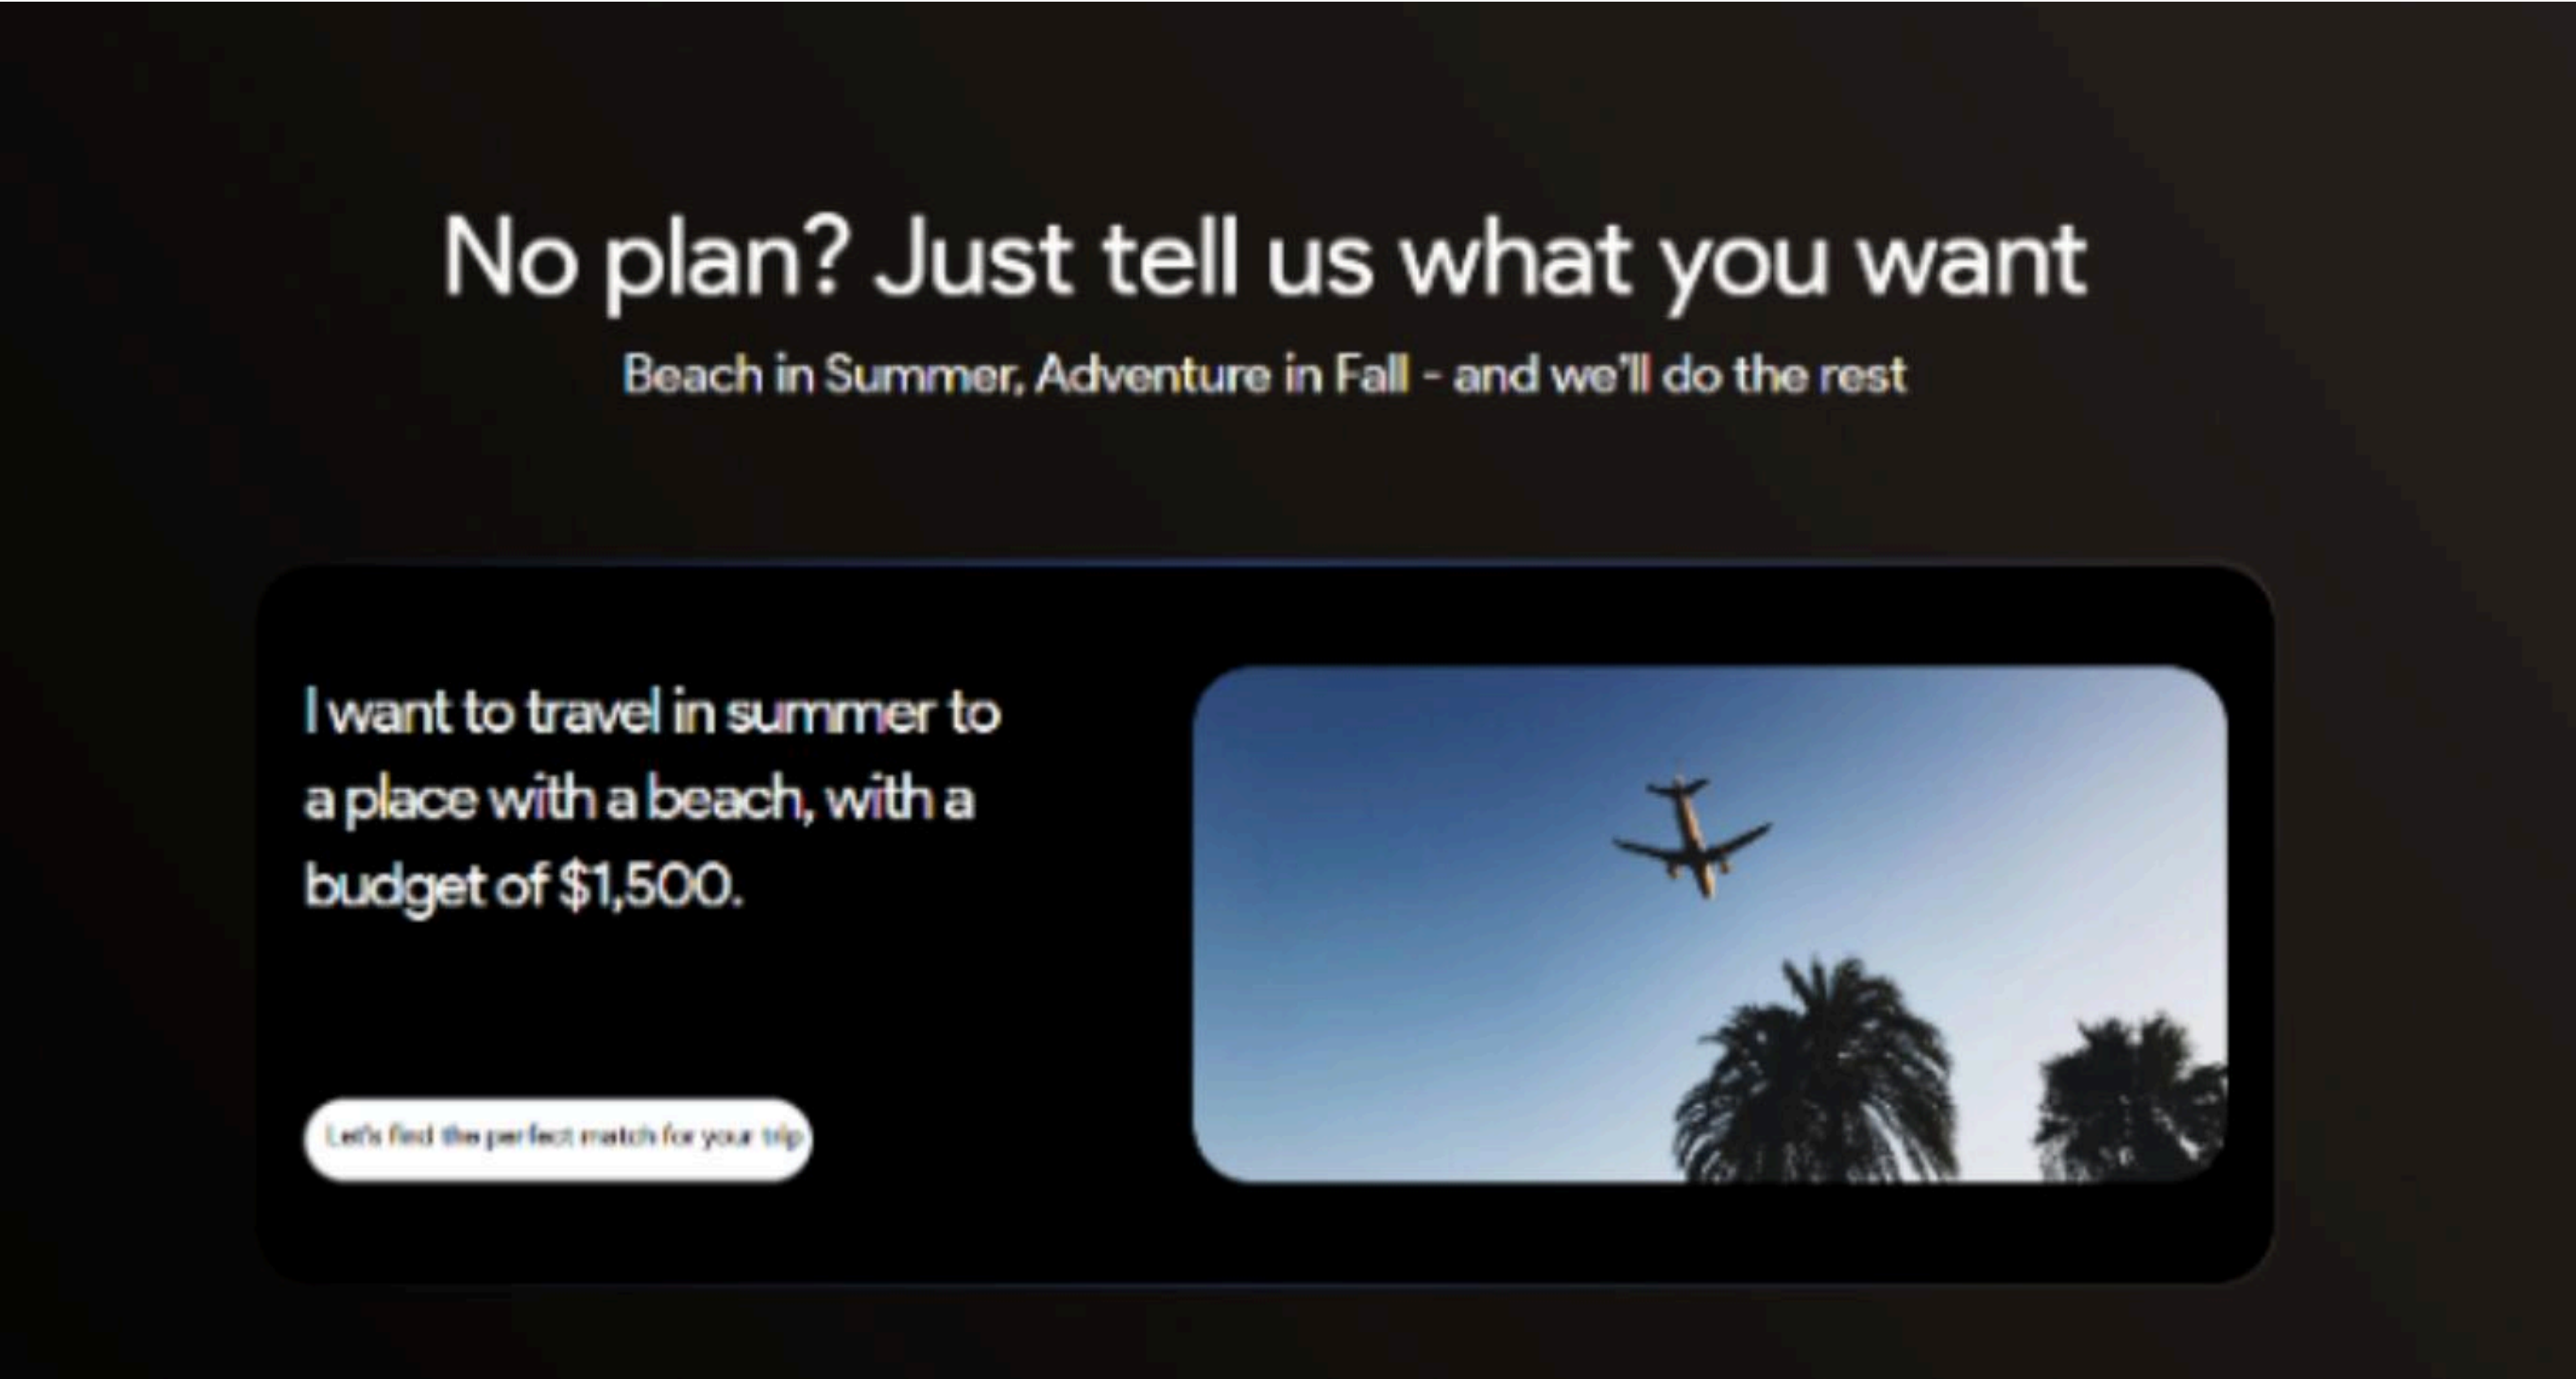 No plan? Just tell us what you want
Beach in Summer, Adventure in Fall - and we'll do the rest
I want to travel in summer to
a place with a beach, with a
budget of $1,500.
Let's find the perfect match for your trip